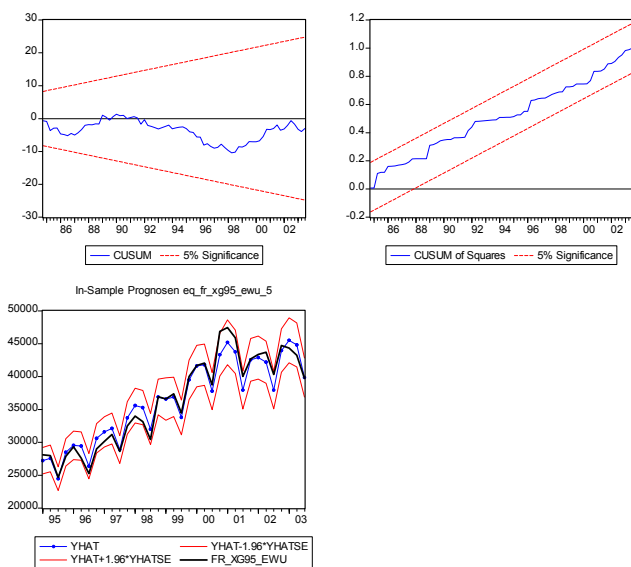 30
20
10
0
-10
-20
-30
86 88 90 92 94 96 98 00 02
CUSUM 5% Significance
1.2
1.0
0.8
0.6
0.4
0.2
0.0
-0.2
86 88 90 92 94 96 98 00 02
CUSUM of Squares 5% Significance
In-Sample Prognosen eq_fr_xg95_ewu_5
50000
45000
40000
35000
30000
25000
20000
95 96 97 98 99 00 01 02 03
YHAT YHAT-1.96*YHATSE
YHAT+1.96*YHATSE FR_XG95_EWU